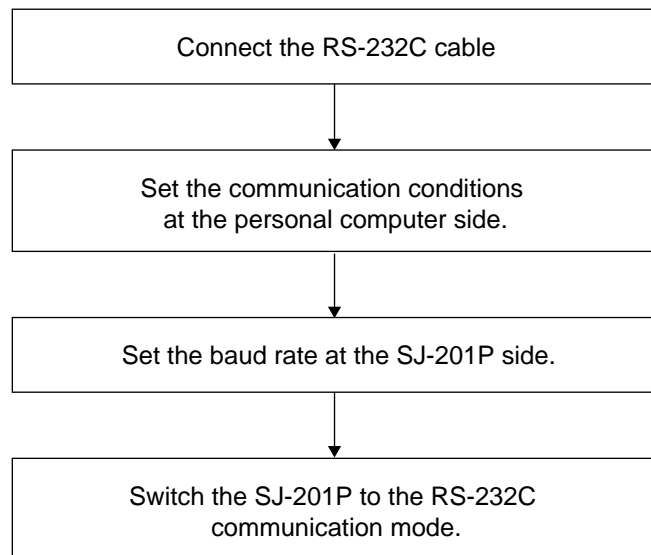 Connect the RS-232C cable
Set the communication conditions
at the personal computer side.
Set the baud rate at the SJ-201P side.
Switch the SJ-201P to the RS-232C
communication mode.